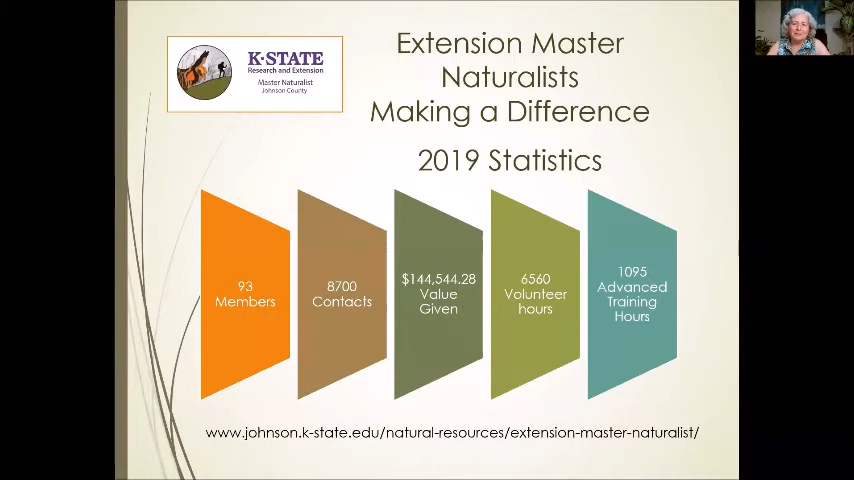 K-STATE
Research and Extension
Master Naturalist
Johnson County
Extension Master
Naturalists
Making a Difference
2019 Statistics
93
Members
8700
Contacts
$144,544.28
Value
Given
6560
Volunteer
hours
1095
Advanced
Training
Hours
www.johnson.k-state.edu/natural-resources/extension-master-naturalist/